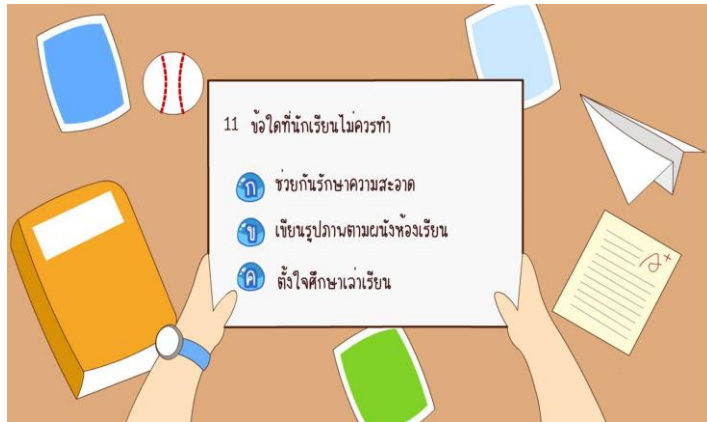 11 ข้อใดที่นักเรียนไม่ควรทำ
ก ช่วยกันรักษาความสะอาด
ข เขียนรูปภาพตามผนังห้องเรียน
ค ตั้งใจศึกษาเล่าเรียน
A+